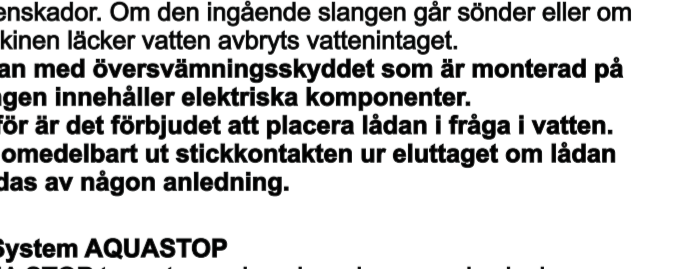 enskador. Om den ingående slangen går sönder eller om
kinen läcker vatten avbryts vattenintaget.
an med översvämningsskyddet som är monterad på
ngen innehåller elektriska komponenter.
för är det förbjudet att placera lådan i fråga i vatten.
omedelbart ut stickkontakten ur eluttaget om lådan
das av någon anledning.
System AQUASTOP